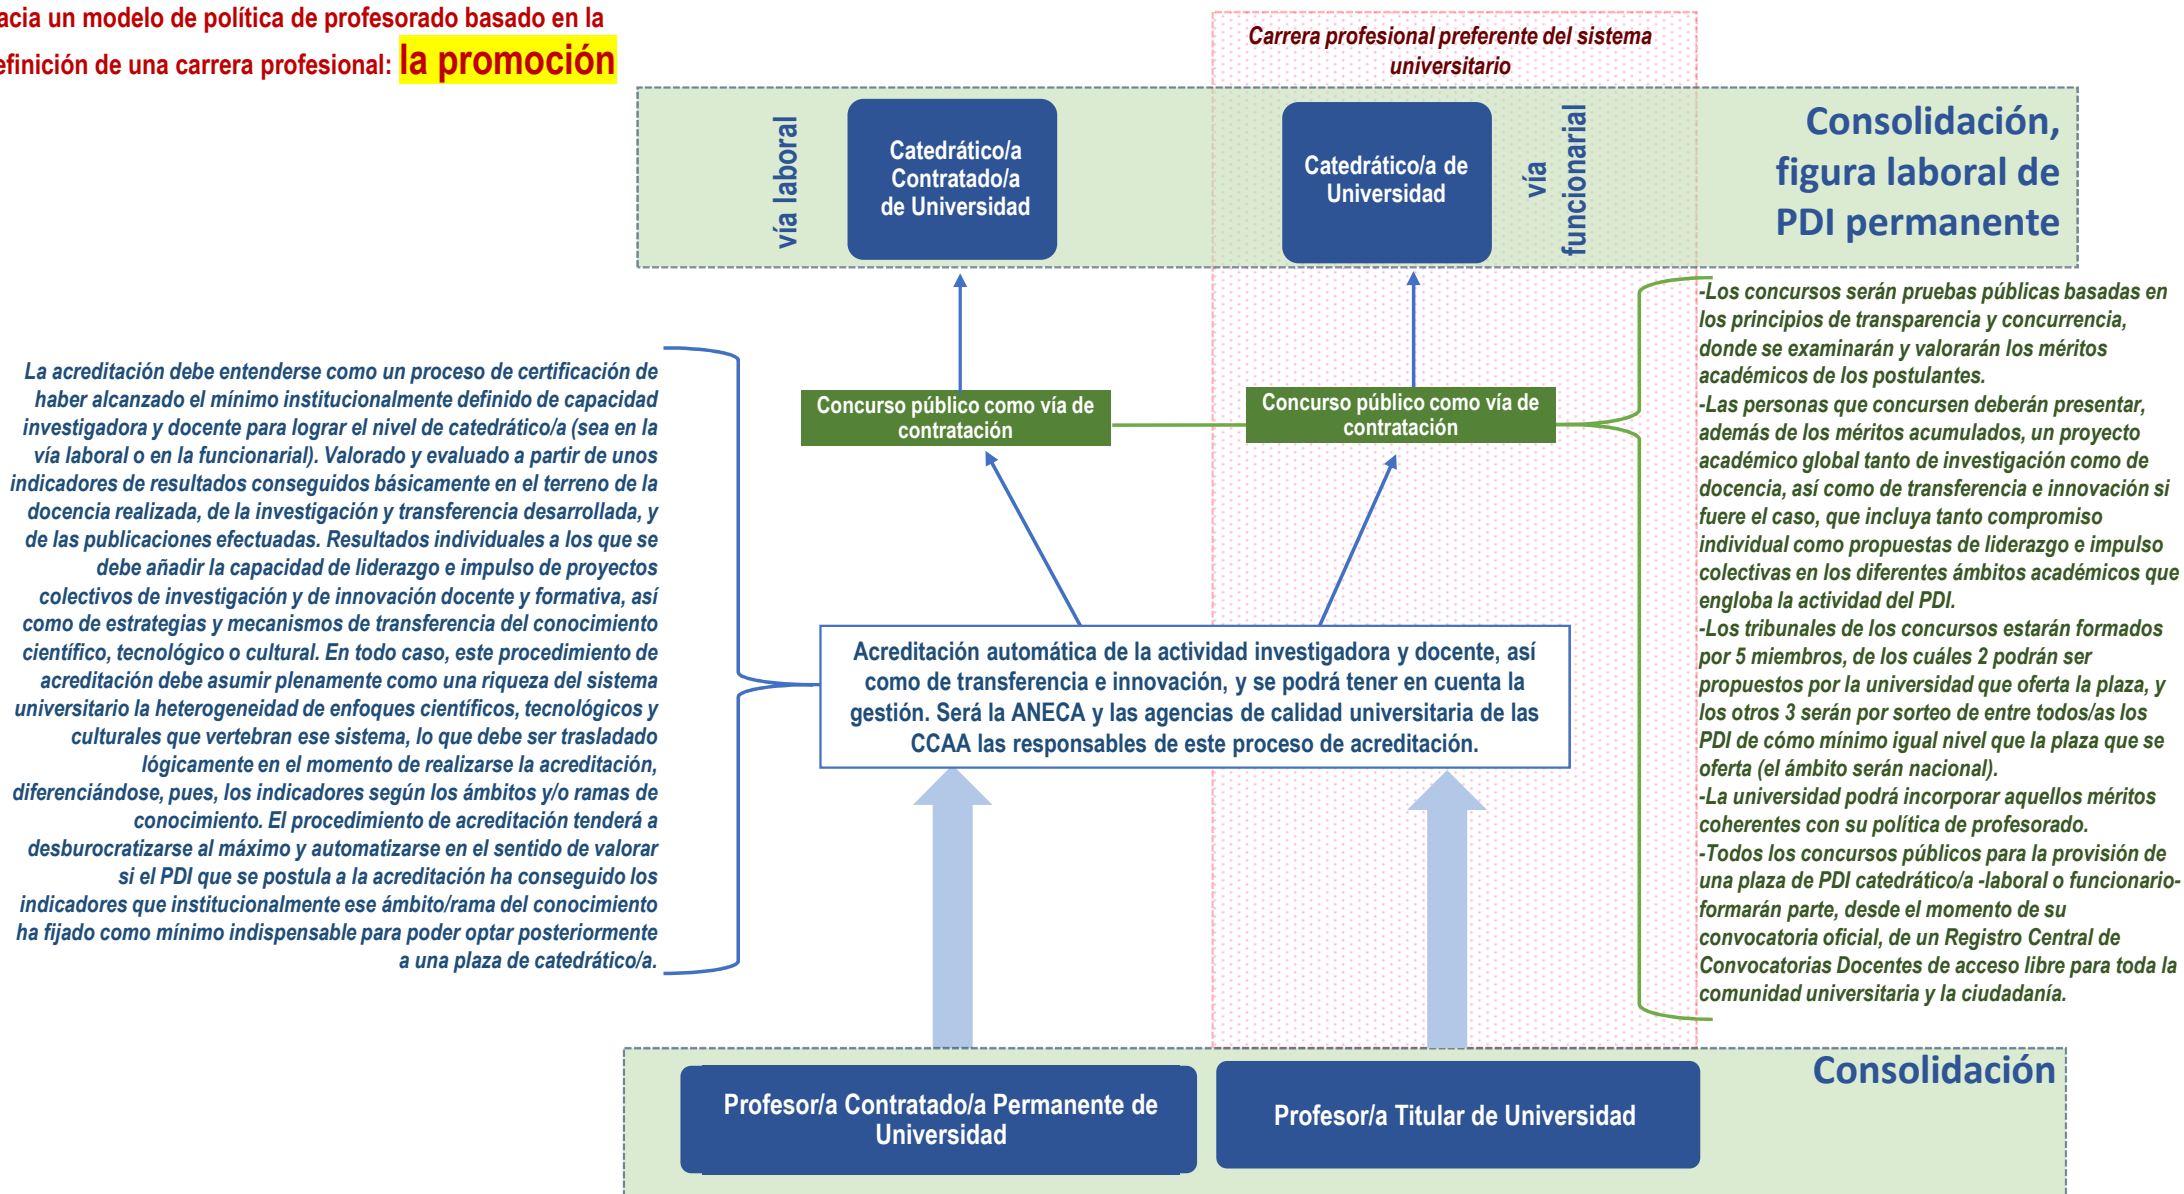 acia un modelo de política de profesorado basado en la
efinición de una carrera profesional: la promoción
Carrera profesional preferente del sistema
universitario
vía laboral
Catedrático/a
Contratado/a
de Universidad
Catedrático/a de
Universidad
vía
funcionarial
Consolidación,
figura laboral de
PDI permanente
La acreditación debe entenderse como un proceso de certificación de
haber alcanzado el mínimo institucionalmente definido de capacidad
investigadora y docente para lograr el nivel de catedrático/a (sea en la
vía laboral o en la funcionarial). Valorado y evaluado a partir de unos
indicadores de resultados conseguidos básicamente en el terreno de la
docencia realizada, de la investigación y transferencia desarrollada, y
de las publicaciones efectuadas. Resultados individuales a los que se
debe añadir la capacidad de liderazgo e impulso de proyectos
colectivos de investigación y de innovación docente y formativa, así
como de estrategias y mecanismos de transferencia del conocimiento
científico, tecnológico o cultural. En todo caso, este procedimiento de
acreditación debe asumir plenamente como una riqueza del sistema
universitario la heterogeneidad de enfoques científicos, tecnológicos y
culturales que vertebran ese sistema, lo que debe ser trasladado
lógicamente en el momento de realizarse la acreditación,
diferenciándose, pues, los indicadores según los ámbitos y/o ramas de
conocimiento. El procedimiento de acreditación tenderá a
desburocratizarse al máximo y automatizarse en el sentido de valorar
si el PDI que se postula a la acreditación ha conseguido los
indicadores que institucionalmente ese ámbito/rama del conocimiento
ha fijado como mínimo indispensable para poder optar posteriormente
a una plaza de catedrático/a.
Concurso público como vía de
contratación
Concurso público como vía de
contratación
Acreditación automática de la actividad investigadora y docente, así
como de transferencia e innovación, y se podrá tener en cuenta la
gestión. Será la ANECA y las agencias de calidad universitaria de las
CCAA las responsables de este proceso de acreditación.
-Los concursos serán pruebas públicas basadas en
los principios de transparencia y concurrencia,
donde se examinarán y valorarán los méritos
académicos de los postulantes.
-Las personas que concursen deberán presentar,
además de los méritos acumulados, un proyecto
académico global tanto de investigación como de
docencia, así como de transferencia e innovación si
fuere el caso, que incluya tanto compromiso
individual como propuestas de liderazgo e impulso
colectivas en los diferentes ámbitos académicos que
engloba la actividad del PDI.
-Los tribunales de los concursos estarán formados
por 5 miembros, de los cuáles 2 podrán ser
propuestos por la universidad que oferta la plaza, y
los otros 3 serán por sorteo de entre todos/as los
PDI de cómo mínimo igual nivel que la plaza que se
oferta (el ámbito serán nacional).
-La universidad podrá incorporar aquellos méritos
coherentes con su política de profesorado.
-Todos los concursos públicos para la provisión de
una plaza de PDI catedrático/a -laboral o funcionario-
formarán parte, desde el momento de su
convocatoria oficial, de un Registro Central de
Convocatorias Docentes de acceso libre para toda la
comunidad universitaria y la ciudadanía.
Consolidación
Profesor/a Contratado/a Permanente de
Universidad
Profesor/a Titular de Universidad